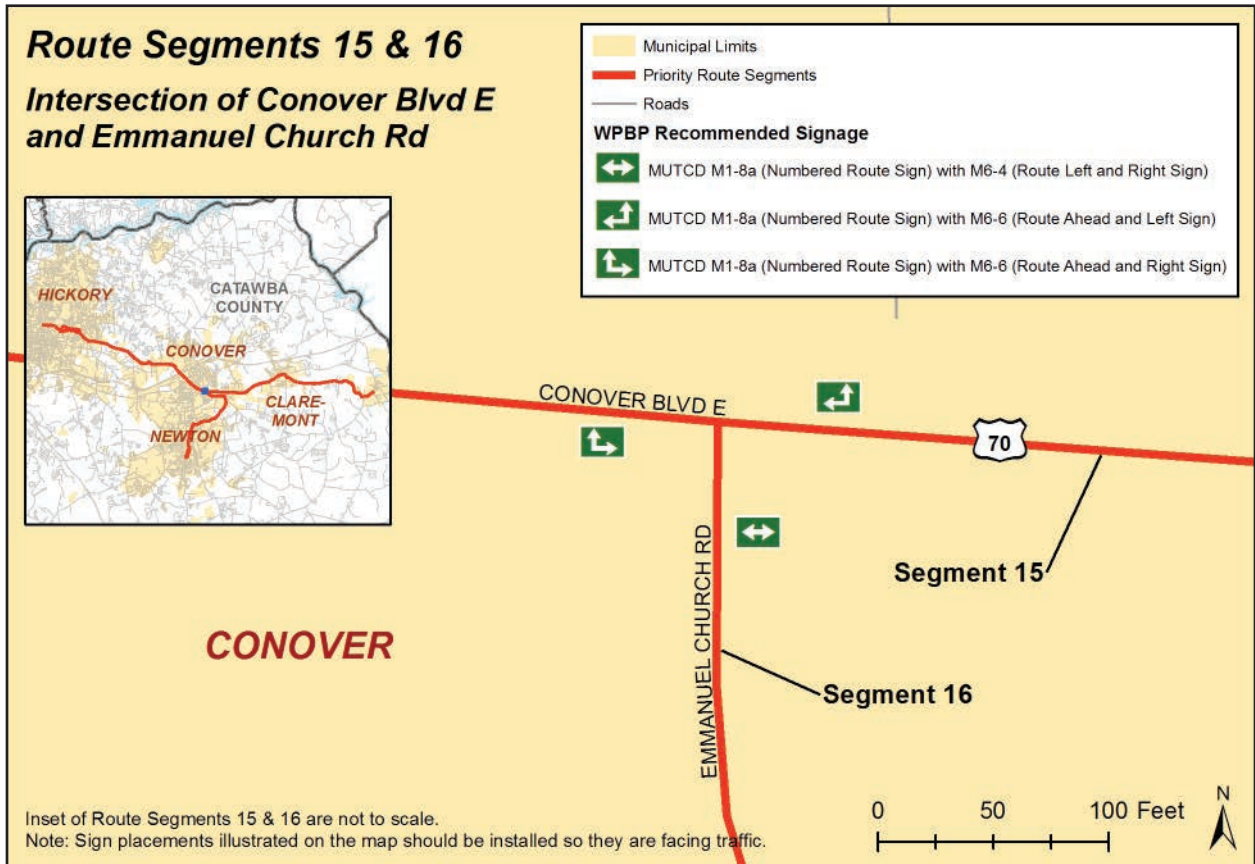 Route Segments 15 & 16
Intersection of Conover Blvd E
and Emmanuel Church Rd
Municipal Limits
Priority Route Segments
Roads
WPBP Recommended Signage
MUTCD M1-8a (Numbered Route Sign) with M6-4 (Route Left and Right Sign)
MUTCD M1-8a (Numbered Route Sign) with M6-6 (Route Ahead and Left Sign)
MUTCD M1-8a (Numbered Route Sign) with M6-6 (Route Ahead and Right Sign)
HICKORY
CATAWBA
COUNTY
CONOVER
CLARE-
MONT
NEWTON
CONOVER BLVD E
70
EMMANUEL CHURCH RD
Segment 15
CONOVER
Segment 16
Inset of Route Segments 15 & 16 are not to scale.
Note: Sign placements illustrated on the map should be installed so they are facing traffic.
0 50 100 Feet
N